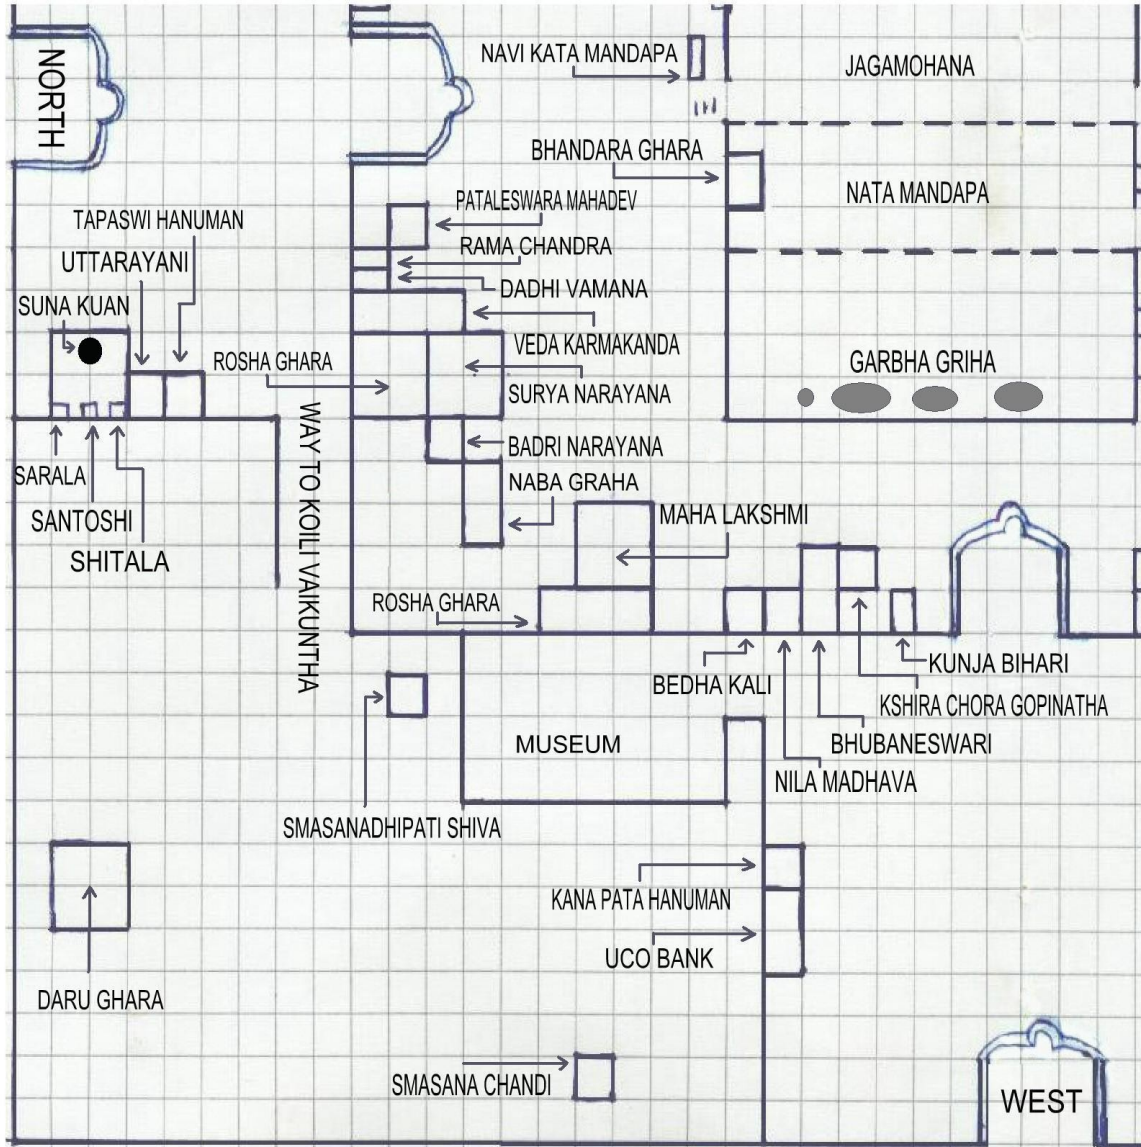 NAVI KATA MANDAPA
JAGAMOHANA
NORTH
BHANDARA GHARA
NATA MANDAPA
PATALESWARA MAHADEV
TAPASWI HANUMAN
RAMA CHANDRA
UTTARAYANI
DADHI VAMANA
SUNA KUAN
VEDA KARMAKANDA
ROSHA GHARA
GARBHA GRIHA
SURYA NARAYANA
WAY TO KOILI VAIKUNTHA
BADRI NARAYANA
SARALA
NABA GRAHA
SANTOSHI
MAHA LAKSHMI
SHITALA
ROSHA GHARA
KUNJA BIHARI
BEDHA KALI
KSHIRA CHORA GOPINATHA
MUSEUM
BHUBANESWARI
NILA MADHAVA
SMASANADHIPATI SHIVA
KANA PATA HANUMAN
UCO BANK
DARU GHARA
SMASANA CHANDI
WEST